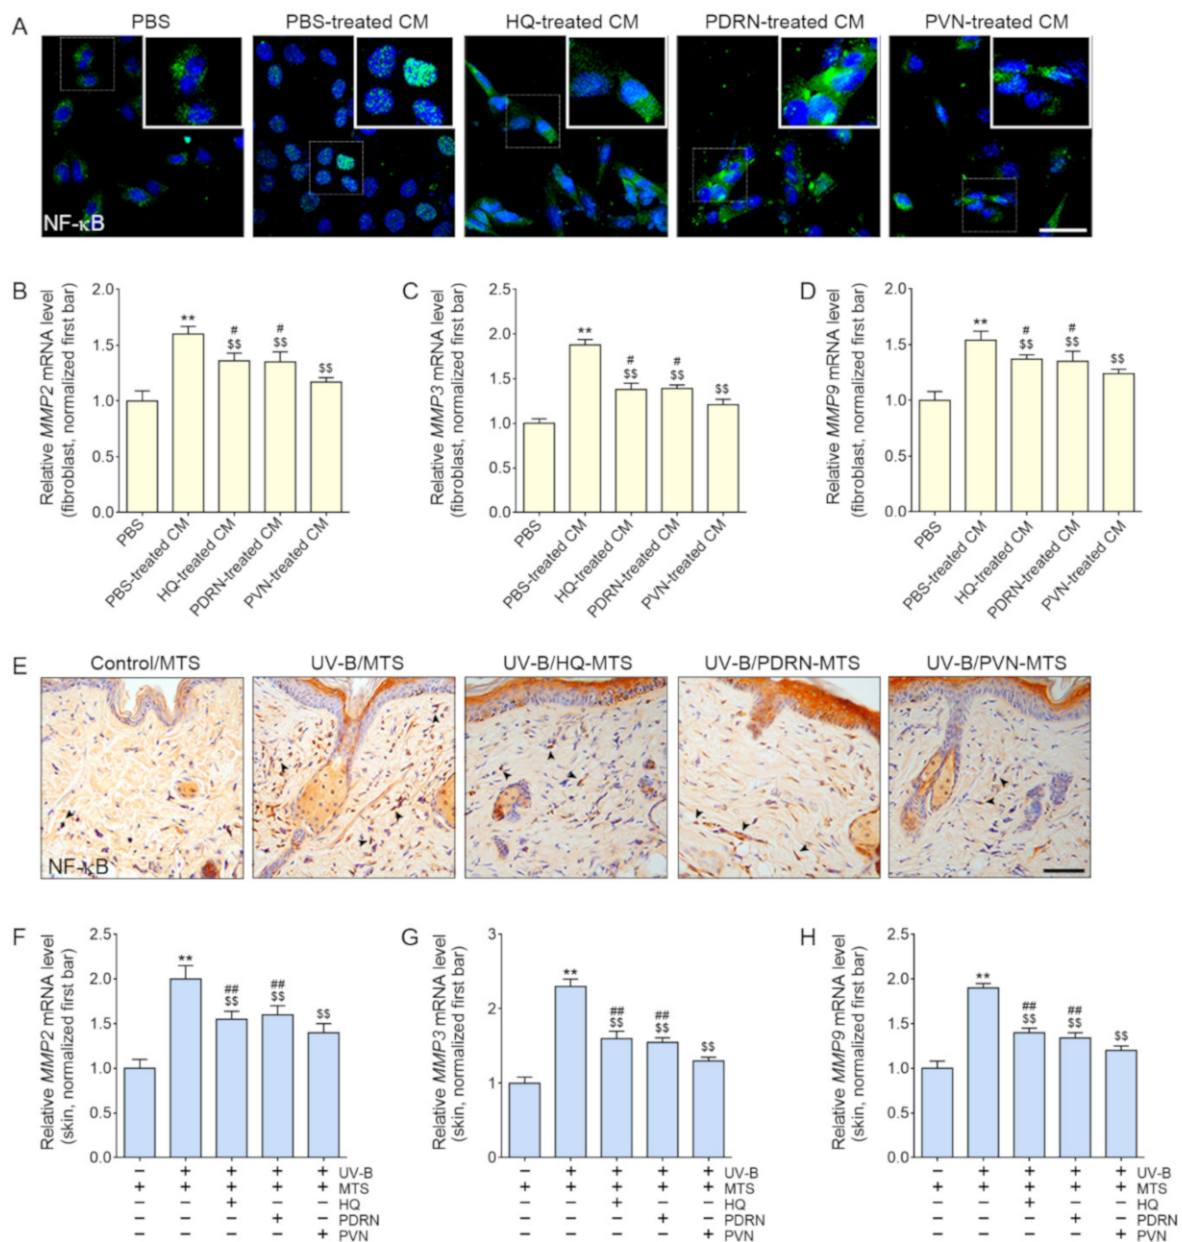 A
PBS
PBS-treated CM
HQ-treated CM
PDRN-treated CM
PVN-treated CM
NF-κB
B
Relative MMP2 mRNA level
(fibroblast, normalized first bar)
2.0
1.5
1.0
0.5
0.0
**
#
$$
#
$$
$$
PBS
PBS-treated CM
HQ-treated CM
PDRN-treated CM
PVN-treated CM
C
Relative MMP3 mRNA level
(fibroblast, normalized first bar)
2.5
2.0
1.5
1.0
0.5
0.0
**
#
$$
#
$$
$$
PBS
PBS-treated CM
HQ-treated CM
PDRN-treated CM
PVN-treated CM
D
Relative MMP9 mRNA level
(fibroblast, normalized first bar)
2.0
1.5
1.0
0.5
0.0
**
#
$$
#
$$
$$
PBS
PBS-treated CM
HQ-treated CM
PDRN-treated CM
PVN-treated CM
E
Control/MTS
UV-B/MTS
UV-B/HQ-MTS
UV-B/PDRN-MTS
UV-B/PVN-MTS
NF-κB
F
Relative MMP2 mRNA level
(skin, normalized first bar)
2.5
2.0
1.5
1.0
0.5
0.0
**
##
$$
##
$$
$$
− + + + + UV-B
+ + + + + MTS
− − + − − HQ
− − − + − PDRN
− − − − + PVN
G
Relative MMP3 mRNA level
(skin, normalized first bar)
3
2
1
0
**
##
$$
##
$$
$$
− + + + + UV-B
+ + + + + MTS
− − + − − HQ
− − − + − PDRN
− − − − + PVN
H
Relative MMP9 mRNA level
(skin, normalized first bar)
2.5
2.0
1.5
1.0
0.5
0.0
**
##
$$
##
$$
$$
− + + + + UV-B
+ + + + + MTS
− − + − − HQ
− − − + − PDRN
− − − − + PVN